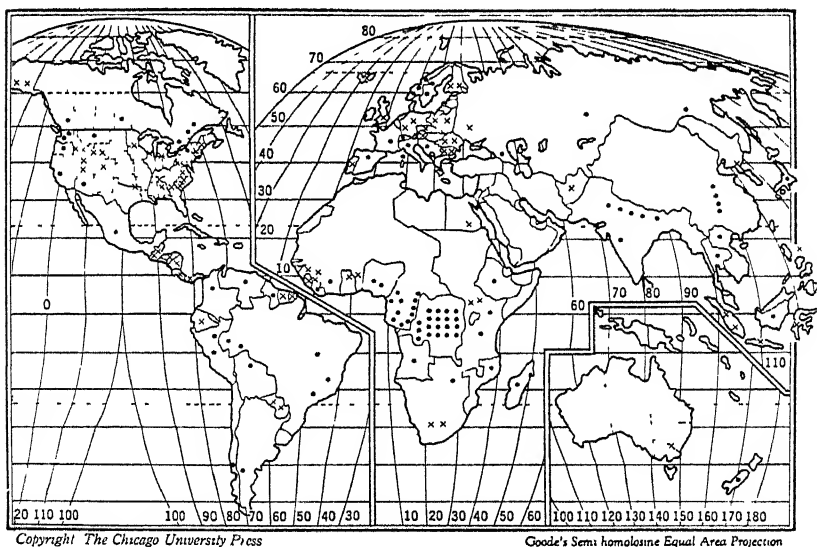 80
70
60
50
40
30
20
10
0
60 70 80 90
110
20 110 100 100 90 80 70 60 50 40 30 10 20 30 40 50 60 100 110 120 130 140 150 160 170 180
Copyright The Chicago University Press
Goode's Semi homolosine Equal Area Projection